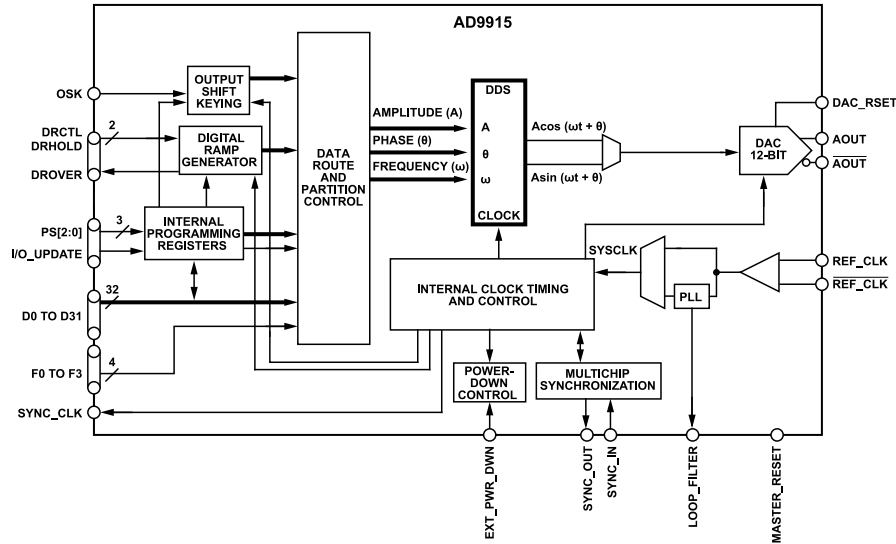 AD9915
OSK
DRCTL
DRHOLD
DROVER
PS[2:0]
I/O_UPDATE
D0 TO D31
F0 TO F3
SYNC_CLK
2
3
32
4
OUTPUT
SHIFT
KEYING
DIGITAL
RAMP
GENERATOR
INTERNAL
PROGRAMMING
REGISTERS
DATA
ROUTE
AND
PARTITION
CONTROL
AMPLITUDE (A)
PHASE (θ)
FREQUENCY (ω)
DDS
A
θ
ω
CLOCK
Acos (ωt + θ)
Asin (ωt + θ)
DAC
12-BIT
DAC_RSET
AOUT
AOUT
SYSCLK
PLL
REF_CLK
REF_CLK
INTERNAL CLOCK TIMING
AND CONTROL
POWER-
DOWN
CONTROL
MULTICHIP
SYNCHRONIZATION
EXT_PWR_DWN
SYNC_OUT
SYNC_IN
LOOP_FILTER
MASTER_RESET